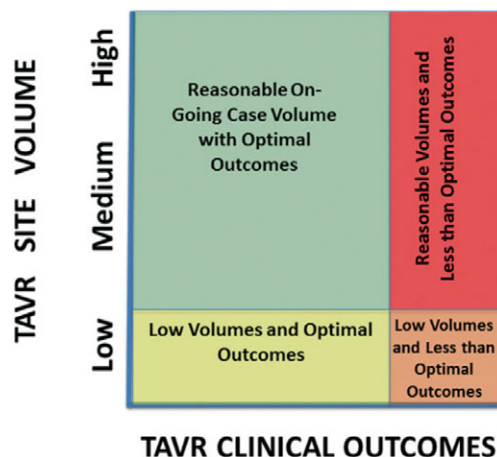 TAVR SITE VOLUME
High
Medium
Low
Reasonable On-
Going Case Volume
with Optimal
Outcomes
Reasonable Volumes and
Less than Optimal Outcomes
Low Volumes and Optimal
Outcomes
Low Volumes
and Less than
Optimal
Outcomes
TAVR CLINICAL OUTCOMES